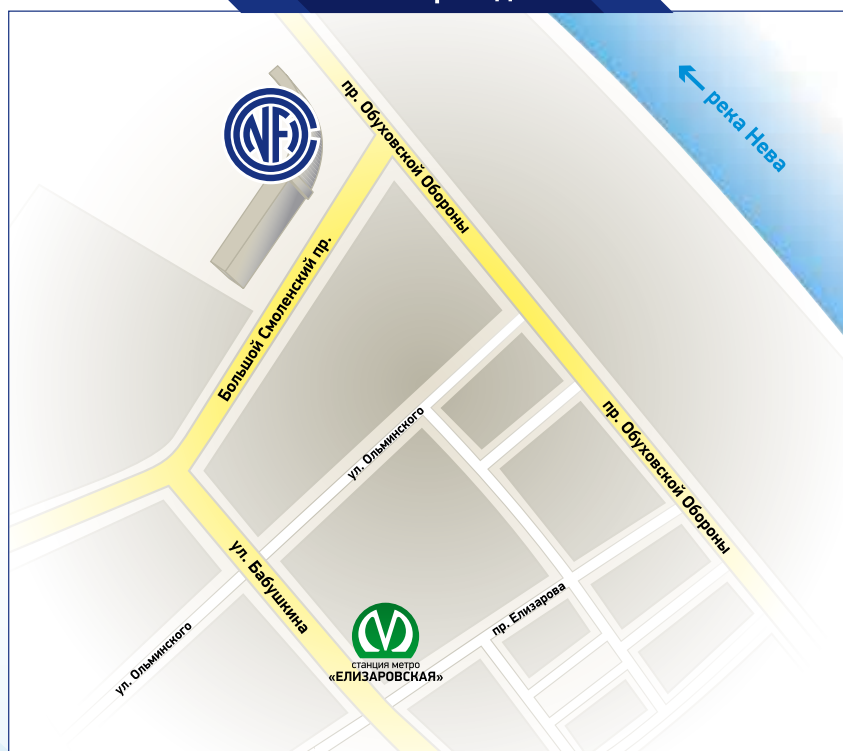 пр. Обуховской Обороны
река Нева
NFC
Большой Смоленский пр.
ул. Ольминского
пр. Обуховской Обороны
ул. Бабушкина
пр. Елизарова
ул. Ольминского
станция метро
«ЕЛИЗАРОВСКАЯ»